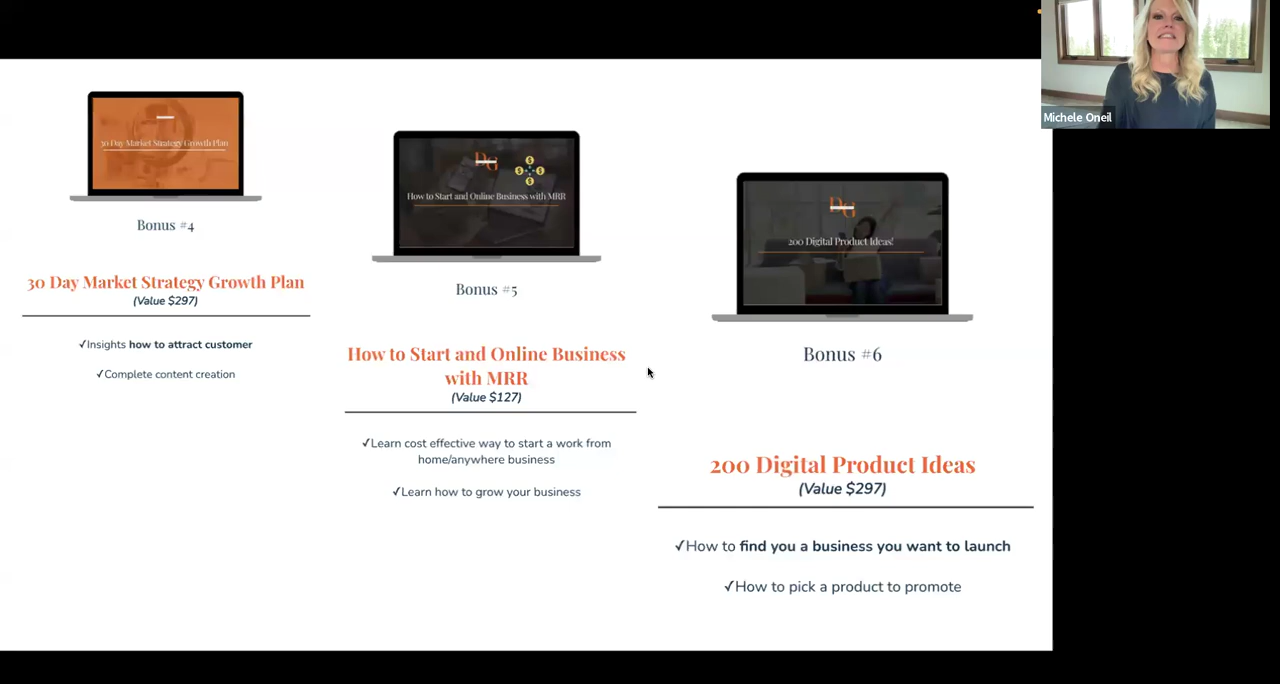 Michele Oneil
30 Day Market Strategy Growth Plan
Bonus #4
30 Day Market Strategy Growth Plan
(Value $297)
✓Insights how to attract customer
✓Complete content creation
DG
How to Start and Online Business with MRR
Bonus #5
How to Start and Online Business
with MRR
(Value $127)
✓Learn cost effective way to start a work from
home/anywhere business
✓Learn how to grow your business
DG
200 Digital Product Ideas!
Bonus #6
200 Digital Product Ideas
(Value $297)
✓How to find you a business you want to launch
✓How to pick a product to promote